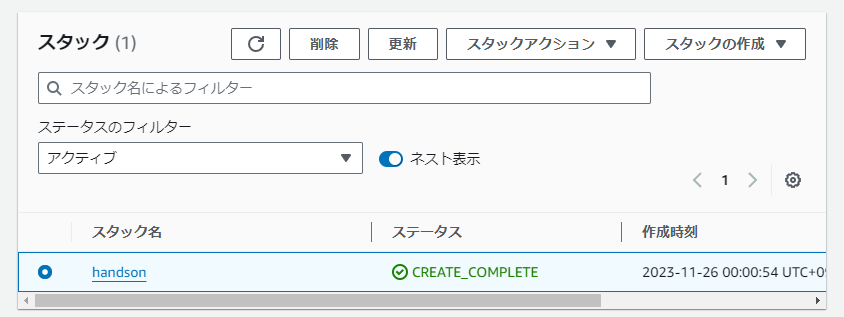 スタック (1)
削除 更新 スタックアクション スタックの作成
スタック名によるフィルター
ステータスのフィルター
アクティブ ネスト表示
1
スタック名 ステータス 作成時刻
handson CREATE_COMPLETE 2023-11-26 00:00:54 UTC+09